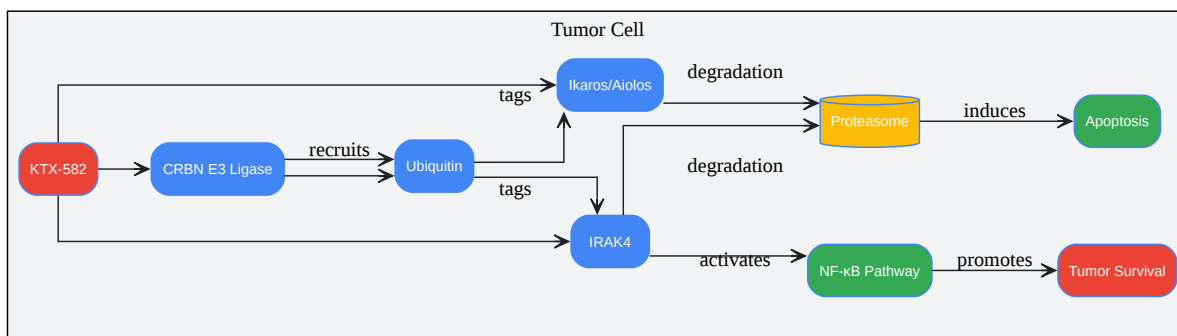 Tumor Cell
Ikaros/Aiolos
degradation
tags
Proteasome
induces
Apoptosis
KTX-582
CRBN E3 Ligase
recruits
Ubiquitin
degradation
tags
IRAK4
activates
NF-κB Pathway
promotes
Tumor Survival